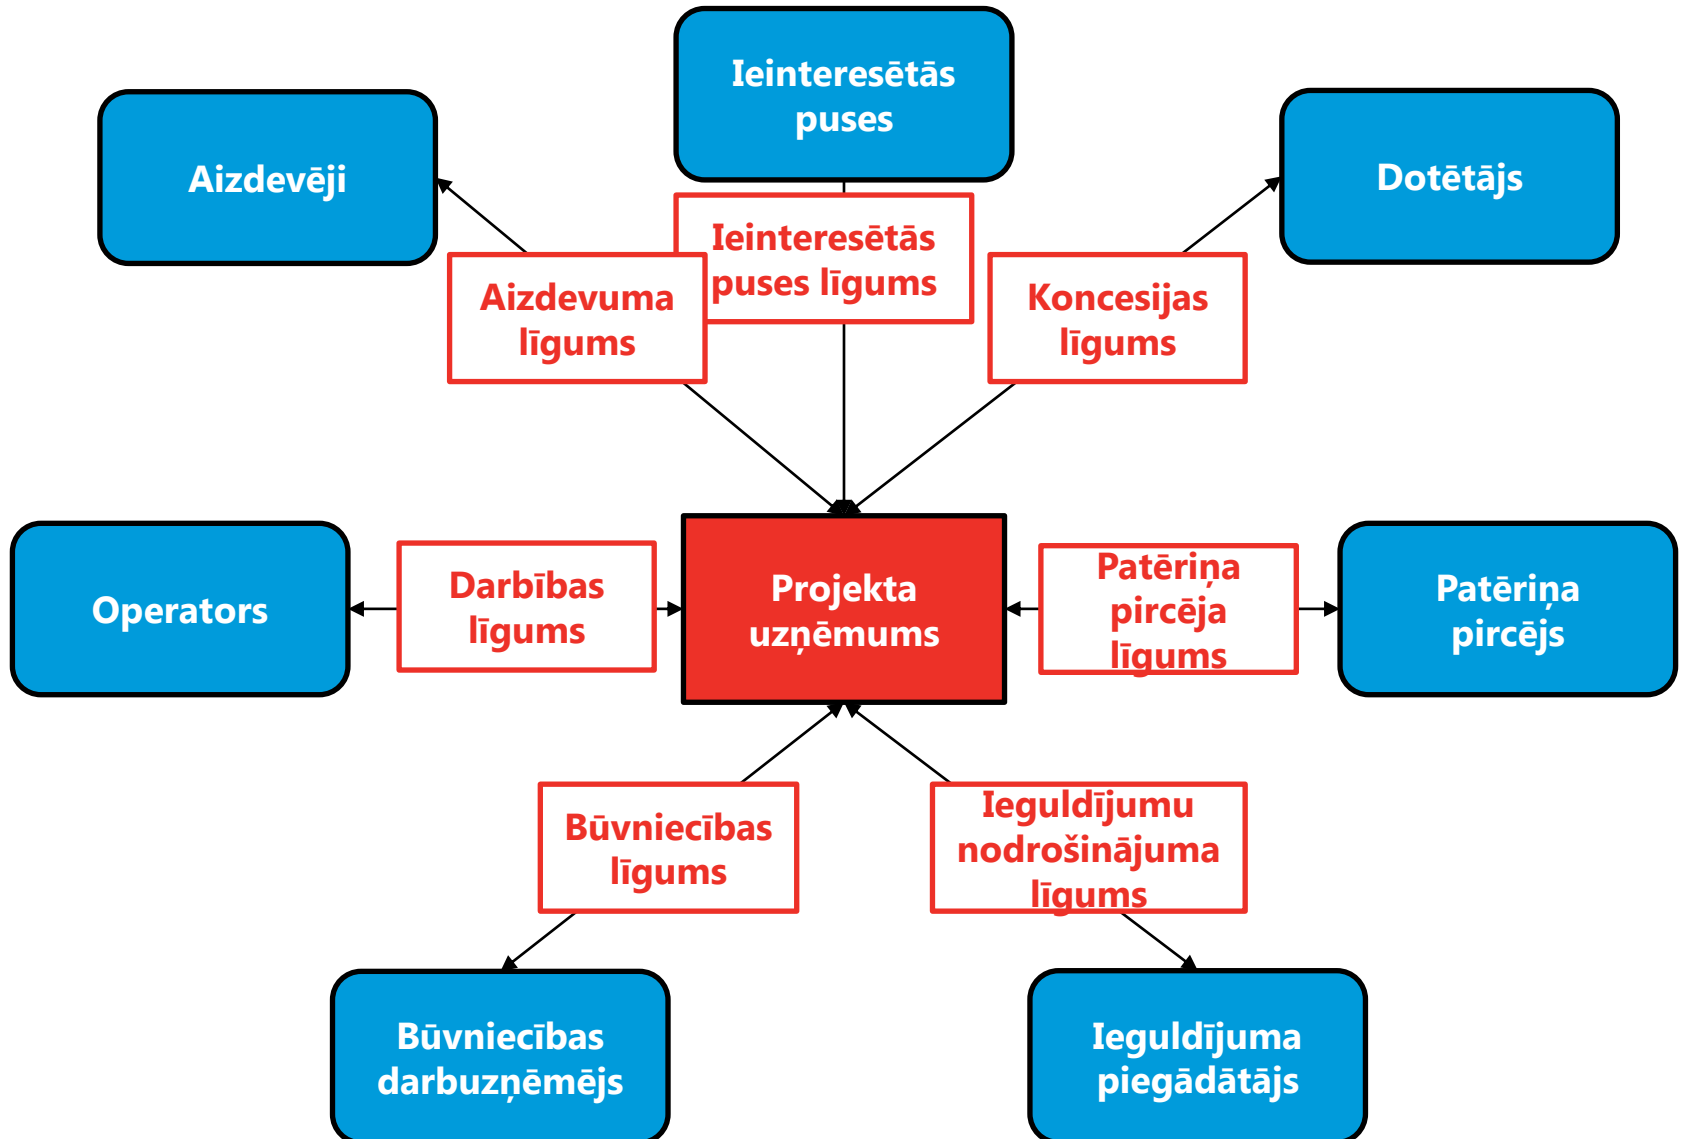 Ieinteresētās
puses
Aizdevēji
Dotētājs
Ieinteresētās
puses līgums
Aizdevuma
līgums
Koncesijas
līgums
Operators
Darbības
līgums
Projekta
uzņēmums
Patēriņa
pircēja
līgums
Patēriņa
pircējs
Būvniecības
līgums
Ieguldījumu
nodrošinājuma
līgums
Būvniecības
darbuzņēmējs
Ieguldījuma
piegādātājs